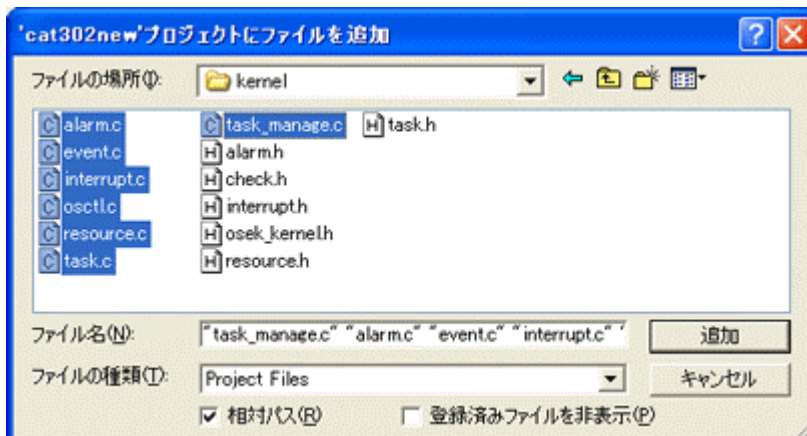 'cat302new'プロジェクトにファイルを追加
ファイルの場所(I): kernel
alarm.c task_manage.c task.h
event.c alarm.h
interrupt.c check.h
osctl.c interrupt.h
resource.c osek_kernel.h
task.c resource.h
ファイル名(N): "task_manage.c" "alarm.c" "event.c" "interrupt.c" " 追加
ファイルの種類(T): Project Files キャンセル
相対パス(R) 登録済みファイルを非表示(P)